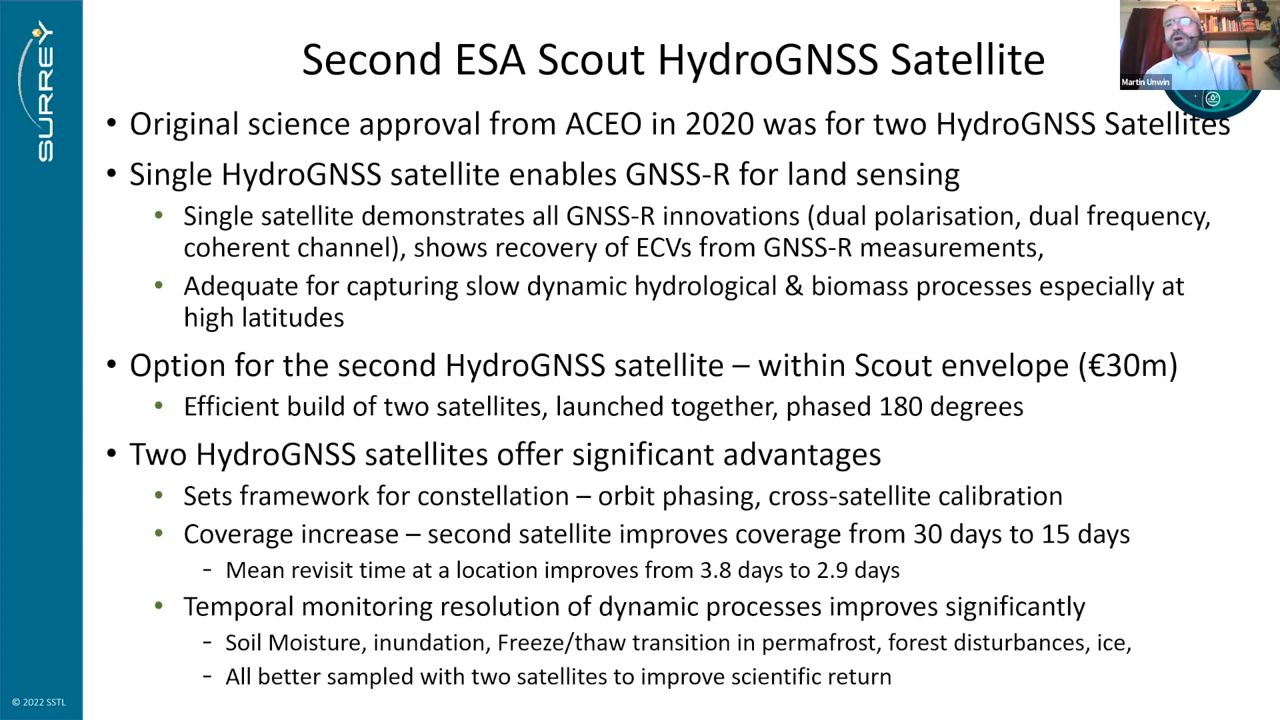 SURREY
Second ESA Scout HydroGNSS Satellite
Martin Unwin
• Original science approval from ACEO in 2020 was for two HydroGNSS Satellites
• Single HydroGNSS satellite enables GNSS-R for land sensing
• Single satellite demonstrates all GNSS-R innovations (dual polarisation, dual frequency,
coherent channel), shows recovery of ECVs from GNSS-R measurements,
• Adequate for capturing slow dynamic hydrological & biomass processes especially at
high latitudes
• Option for the second HydroGNSS satellite – within Scout envelope (€30m)
• Efficient build of two satellites, launched together, phased 180 degrees
• Two HydroGNSS satellites offer significant advantages
• Sets framework for constellation – orbit phasing, cross-satellite calibration
• Coverage increase – second satellite improves coverage from 30 days to 15 days
- Mean revisit time at a location improves from 3.8 days to 2.9 days
• Temporal monitoring resolution of dynamic processes improves significantly
- Soil Moisture, inundation, Freeze/thaw transition in permafrost, forest disturbances, ice,
- All better sampled with two satellites to improve scientific return
© 2022 SSTL